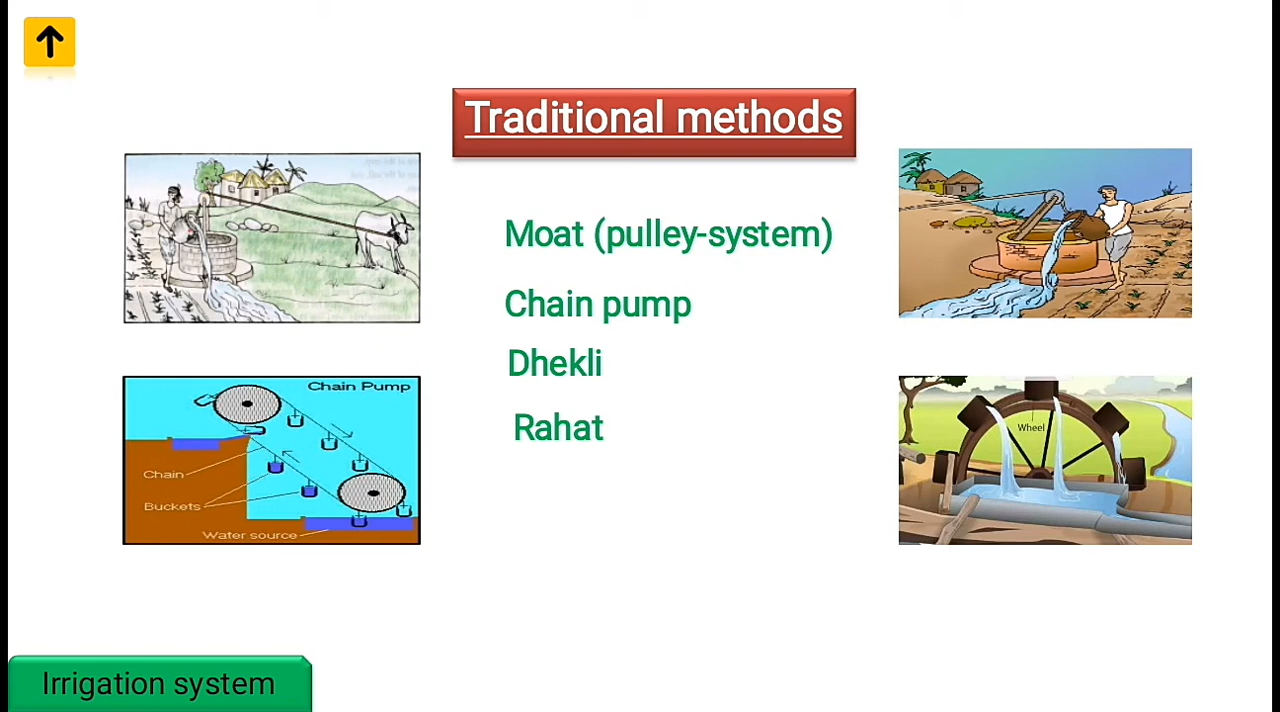 Traditional methods
Moat (pulley-system)
Chain pump
Dhekli
Rahat
Chain Pump
Chain
Buckets
Water source
Wheel
Irrigation system